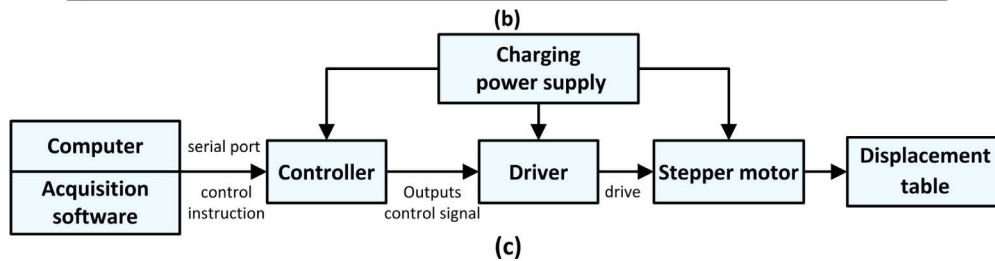 (b)
Charging
power supply
Computer
Acquisition
software
serial port
control
instruction
Controller
Outputs
control signal
Driver
drive
Stepper motor
Displacement
table
(c)